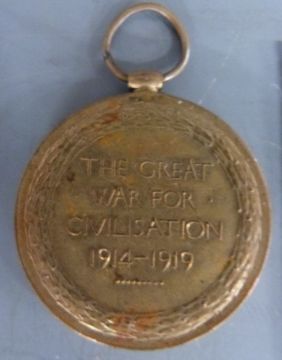 THE GREAT
WAR FOR
CIVILISATION
1914-1919